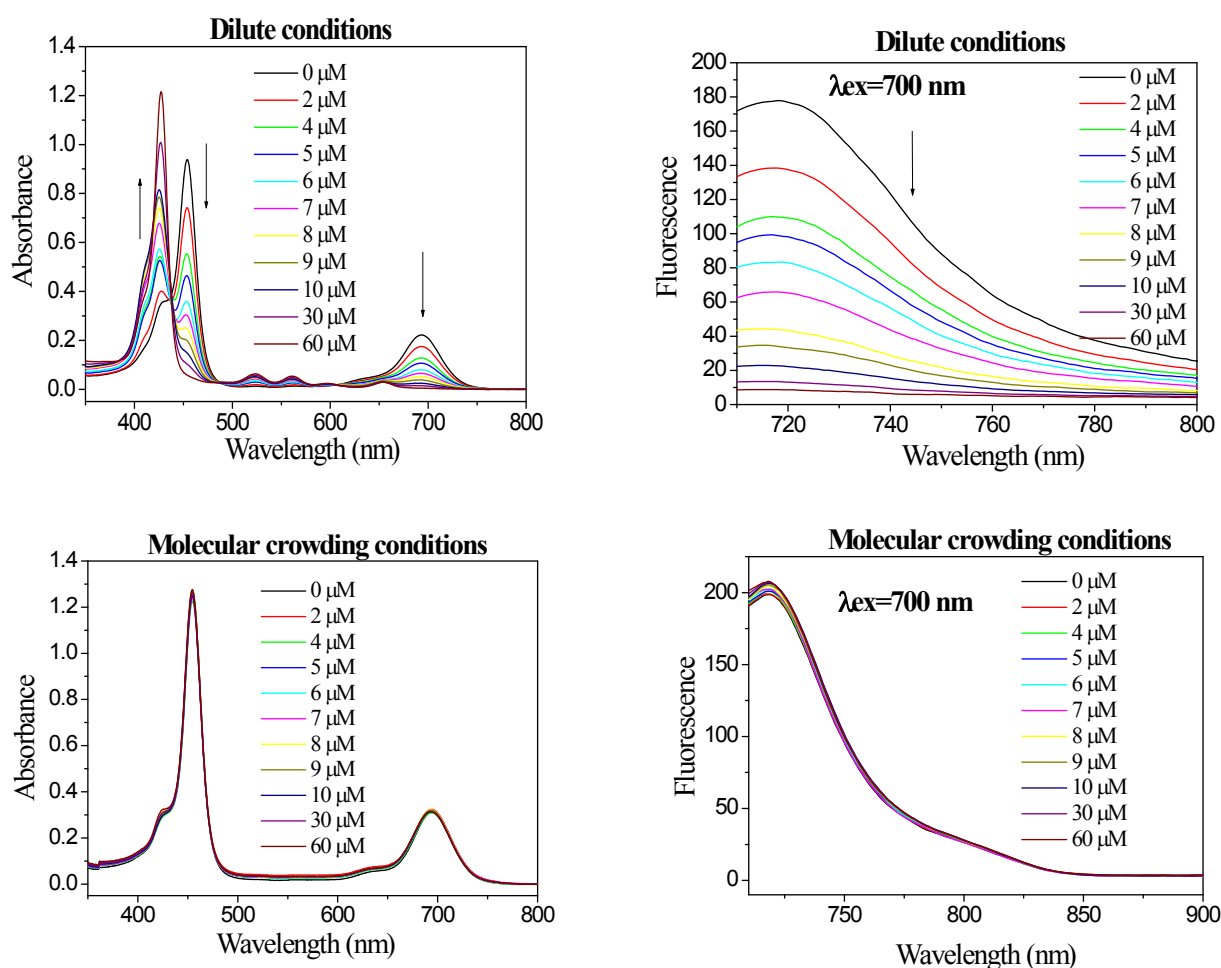 Dilute conditions
1.4
1.2
1.0
0.8
0.6
0.4
0.2
0.0
Absorbance
0 μM
2 μM
4 μM
5 μM
6 μM
7 μM
8 μM
9 μM
10 μM
30 μM
60 μM
400 500 600 700 800
Wavelength (nm)
Dilute conditions
200
180
160
140
120
100
80
60
40
20
0
Fluorescence
λex=700 nm
0 μM
2 μM
4 μM
5 μM
6 μM
7 μM
8 μM
9 μM
10 μM
30 μM
60 μM
720 740 760 780 800
Wavelength (nm)
Molecular crowding conditions
1.4
1.2
1.0
0.8
0.6
0.4
0.2
0.0
Absorbance
0 μM
2 μM
4 μM
5 μM
6 μM
7 μM
8 μM
9 μM
10 μM
30 μM
60 μM
400 500 600 700 800
Wavelength (nm)
Molecular crowding conditions
200
150
100
50
0
Fluorescence
λex=700 nm
0 μM
2 μM
4 μM
5 μM
6 μM
7 μM
8 μM
9 μM
10 μM
30 μM
60 μM
750 800 850 900
Wavelength (nm)